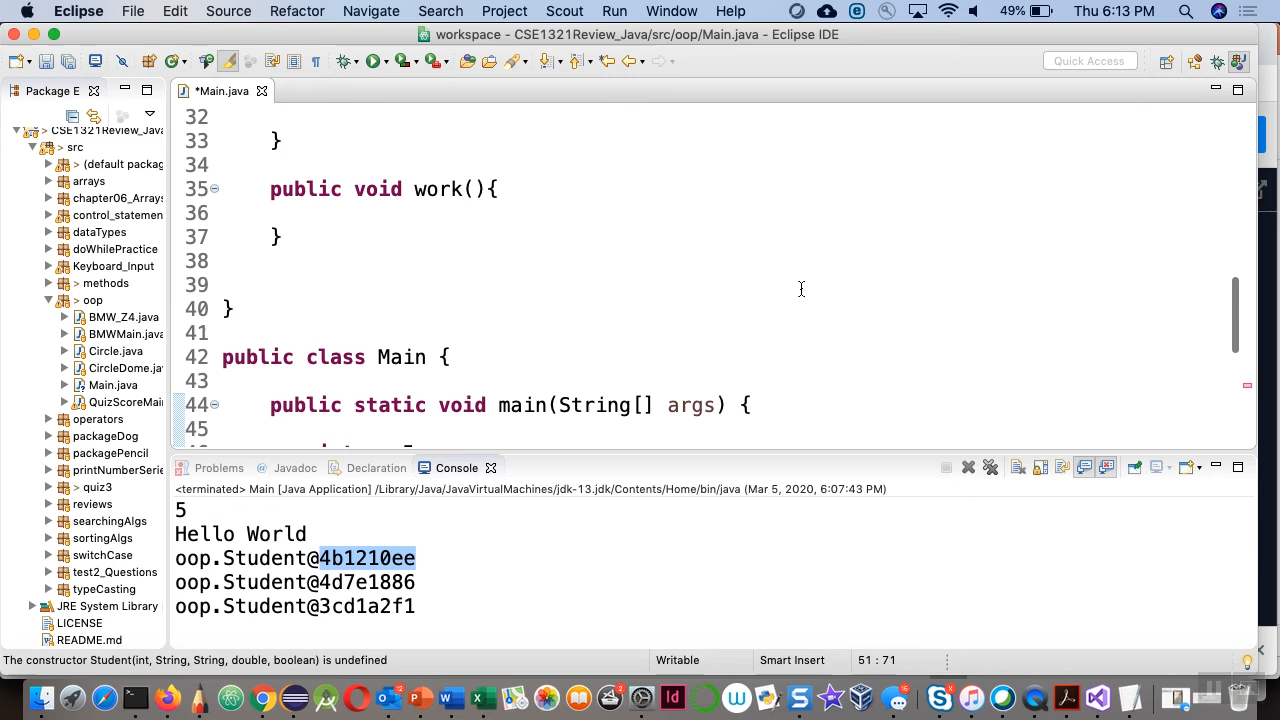 Eclipse File Edit Source Refactor Navigate Search Project Scout Run Window Help 49% Thu 6:13 PM
workspace - CSE1321Review_Java/src/oop/Main.java - Eclipse IDE
Quick Access
Package E
*Main.java
CSE1321Review_Java
> src
> (default packag
arrays
chapter06_Arrays
control_statemen
dataTypes
doWhilePractice
Keyboard_Input
> methods
> oop
BMW_Z4.java
BMWMain.java
Circle.java
CircleDome.ja
Main.java
QuizScoreMai
operators
packageDog
packagePencil
printNumberSerie
> quiz3
reviews
searchingAlgs
sortingAlgs
switchCase
test2_Questions
typeCasting
JRE System Library
LICENSE
README.md
32
33 }
34
35 public void work(){
36
37 }
38
39
40 }
41
42 public class Main {
43
44 public static void main(String[] args) {
45
Problems Javadoc Declaration Console
<terminated> Main [Java Application] /Library/Java/JavaVirtualMachines/jdk-13.jdk/Contents/Home/bin/java (Mar 5, 2020, 6:07:43 PM)
5
Hello World
oop.Student@4b1210ee
oop.Student@4d7e1886
oop.Student@3cd1a2f1
The constructor Student(int, String, String, double, boolean) is undefined Writable Smart Insert 51 : 71